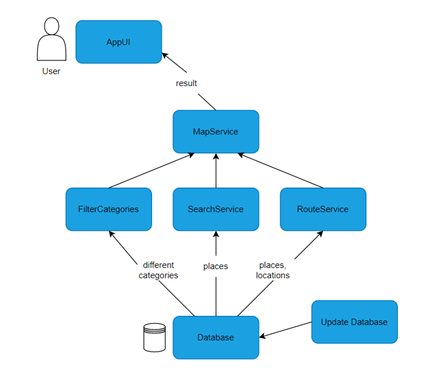 AppUI
User
result
MapService
FilterCategories
SearchService
RouteService
different
categories
places
places,
locations
Update Database
Database